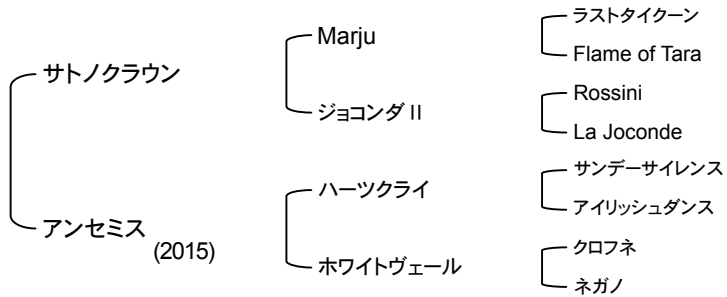 サトノクラウン
アンセミス
(2015)
Marju
ジョコンダ II
ハーツクライ
ホワイトヴェール
ラストタイクーン
Flame of Tara
Rossini
La Joconde
サンデーサイレンス
アイリッシュダンス
クロフネ
ネガノ